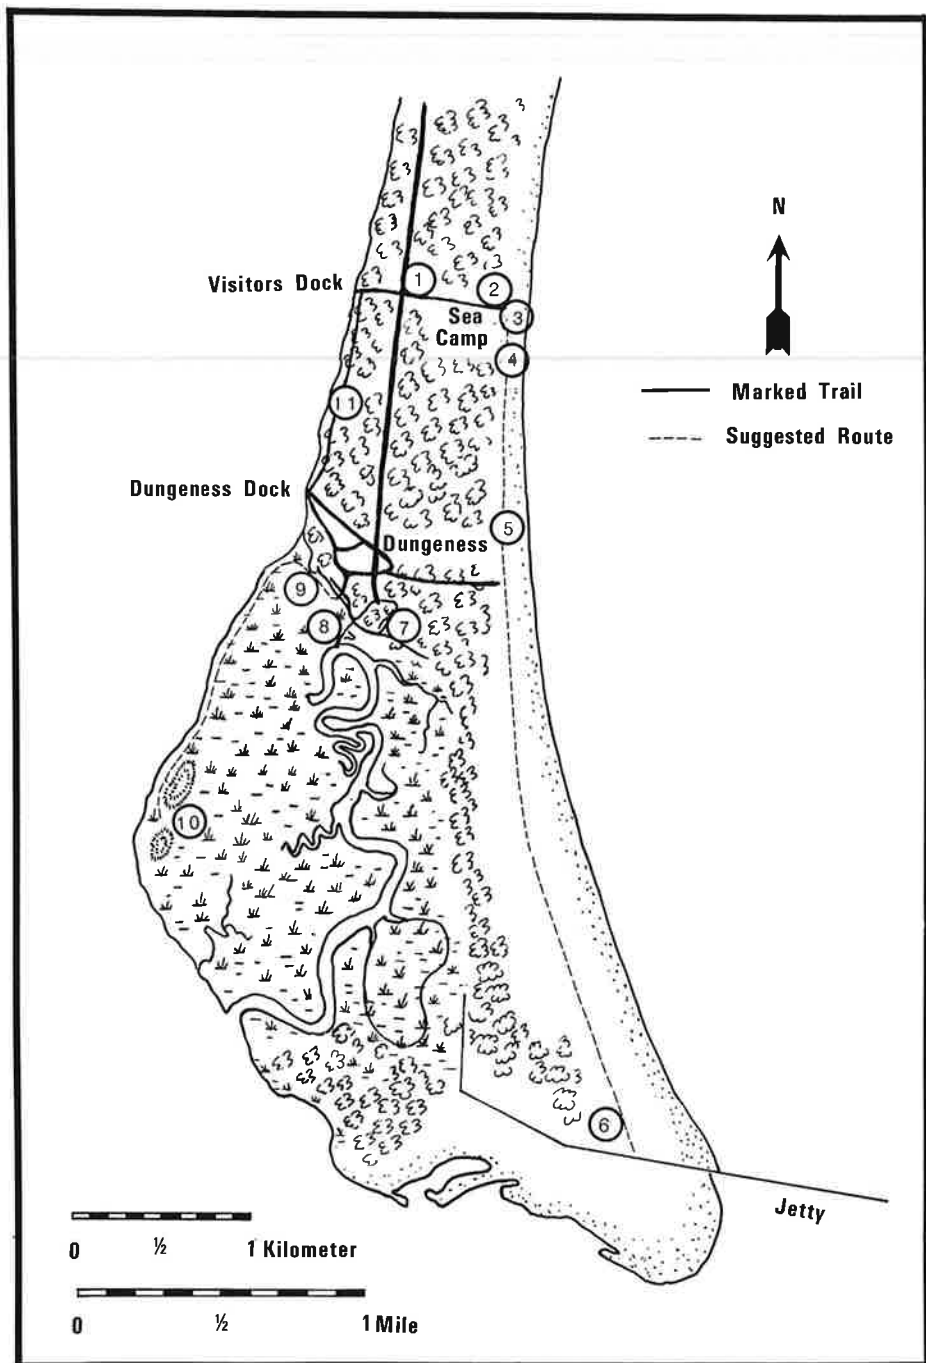 N
Visitors Dock
1
2
Sea
Camp
3
4
Marked Trail
11
Suggested Route
Dungeness Dock
5
Dungeness
9
8
7
10
6
Jetty
0 ½ 1 Kilometer
0 ½ 1 Mile